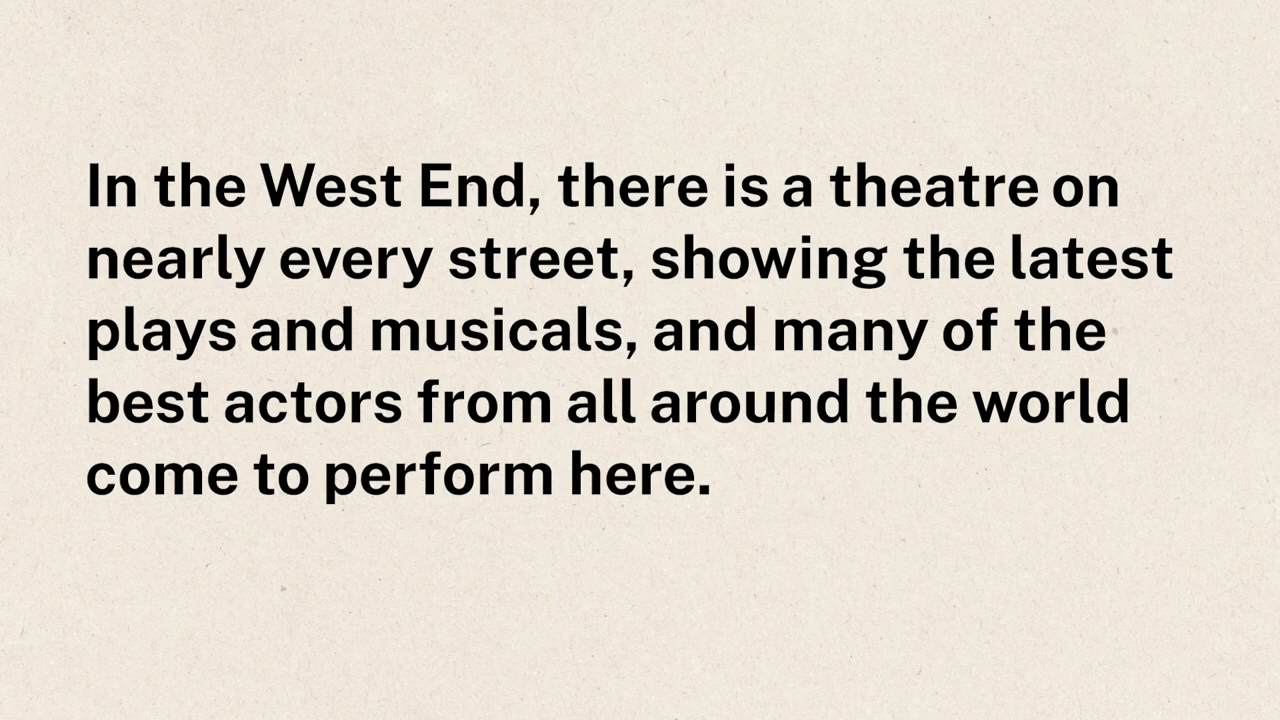 In the West End, there is a theatre on
nearly every street, showing the latest
plays and musicals, and many of the
best actors from all around the world
come to perform here.